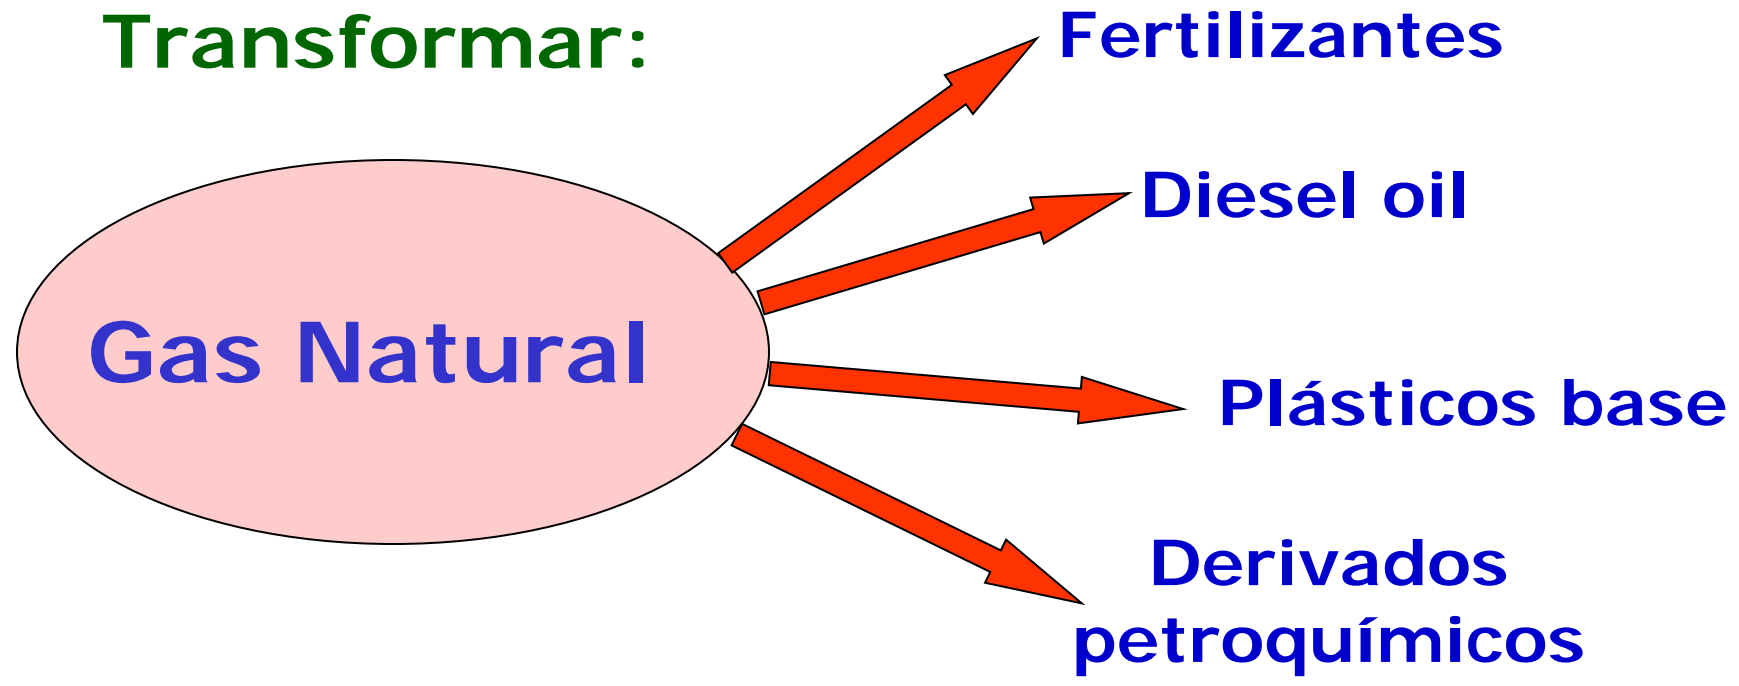 Transformar:
Fertilizantes
Diesel oil
Gas Natural
Plásticos base
Derivados
petroquímicos